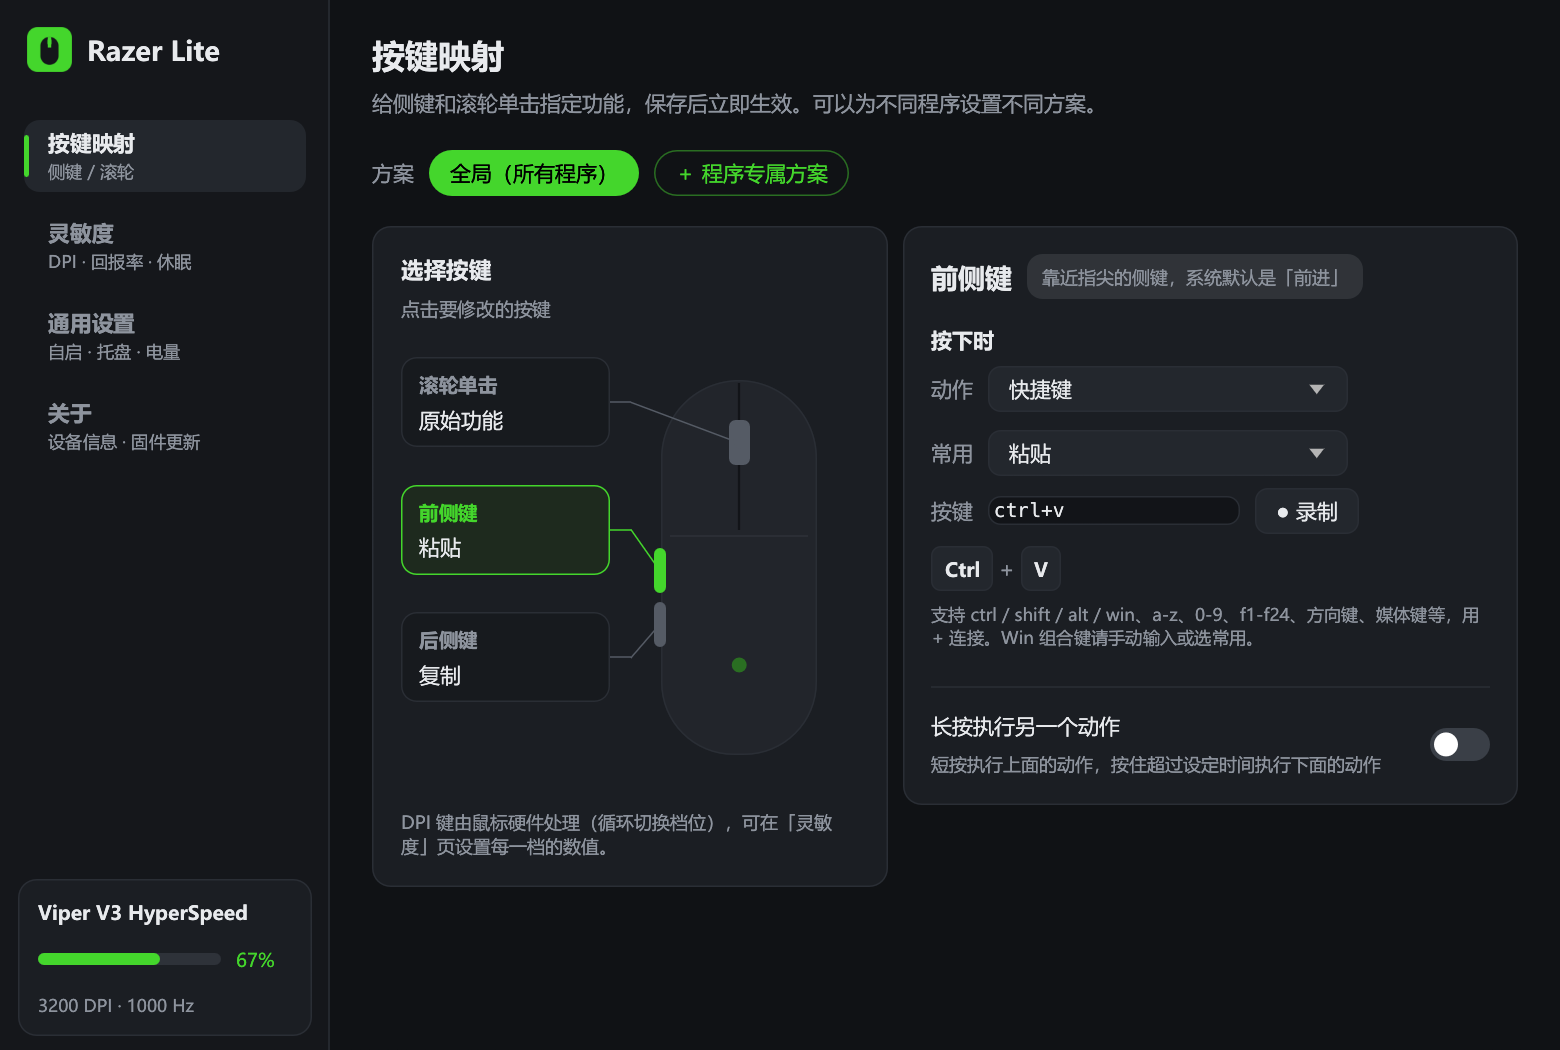 Razer Lite
按键映射
侧键 / 滚轮
灵敏度
DPI · 回报率 · 休眠
通用设置
自启 · 托盘 · 电量
关于
设备信息 · 固件更新
Viper V3 HyperSpeed
67%
3200 DPI · 1000 Hz
按键映射
给侧键和滚轮单击指定功能，保存后立即生效。可以为不同程序设置不同方案。
方案 全局（所有程序） + 程序专属方案
选择按键
点击要修改的按键
滚轮单击
原始功能
前侧键
粘贴
后侧键
复制
DPI 键由鼠标硬件处理（循环切换档位），可在「灵敏
度」页设置每一档的数值。
前侧键 靠近指尖的侧键，系统默认是「前进」
按下时
动作 快捷键
常用 粘贴
按键 ctrl+v ● 录制
Ctrl + V
支持 ctrl / shift / alt / win、a-z、0-9、f1-f24、方向键、媒体键等，用
+ 连接。Win 组合键请手动输入或选常用。
长按执行另一个动作
短按执行上面的动作，按住超过设定时间执行下面的动作